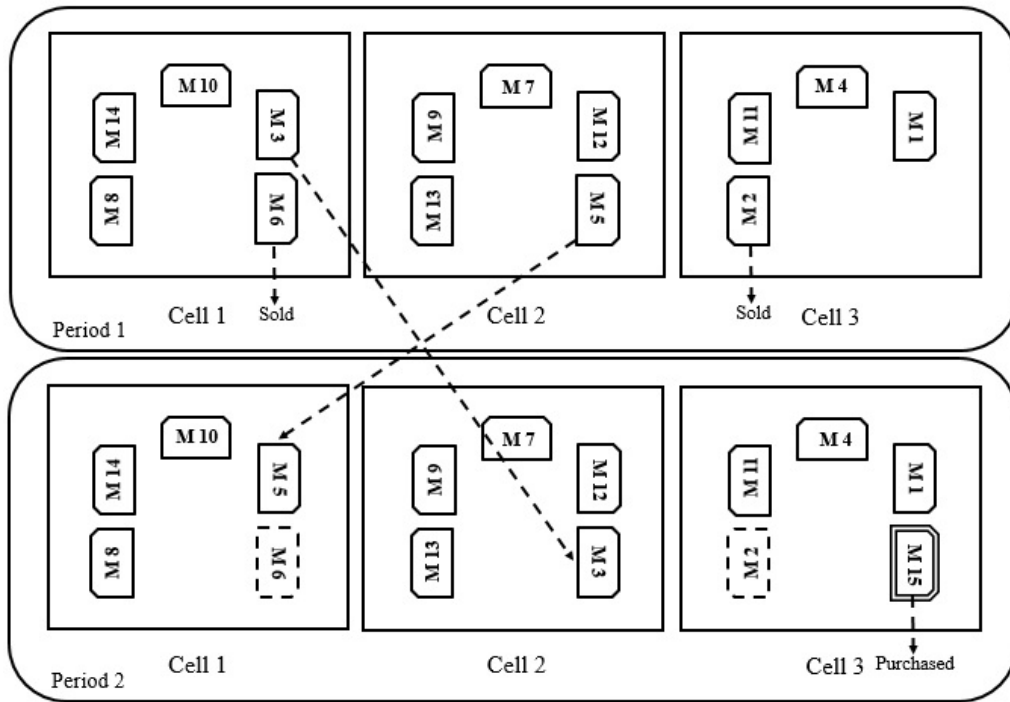 M 10
M 14
M 3
M 8
M 6
M 7
M 9
M 12
M 13
M 5
M 4
M 11
M 1
M 2
Cell 1
Sold
Cell 2
Sold
Cell 3
Period 1
M 10
M 14
M 5
M 8
M 6
M 7
M 9
M 12
M 13
M 3
M 4
M 11
M 1
M 2
M 15
Cell 1
Cell 2
Cell 3
Purchased
Period 2